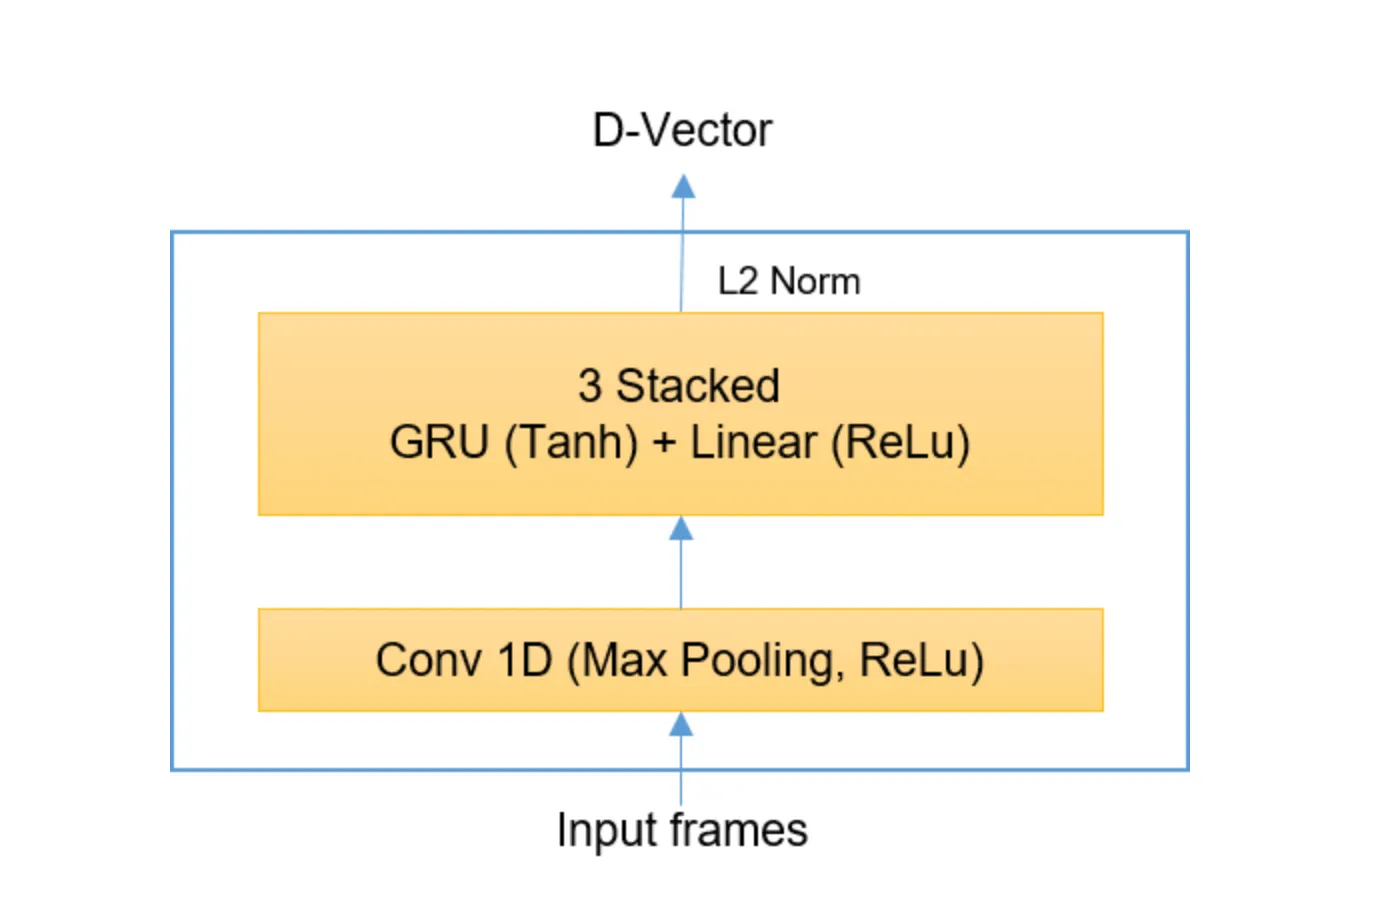 D-Vector
L2 Norm
3 Stacked
GRU (Tanh) + Linear (ReLu)
Conv 1D (Max Pooling, ReLu)
Input frames